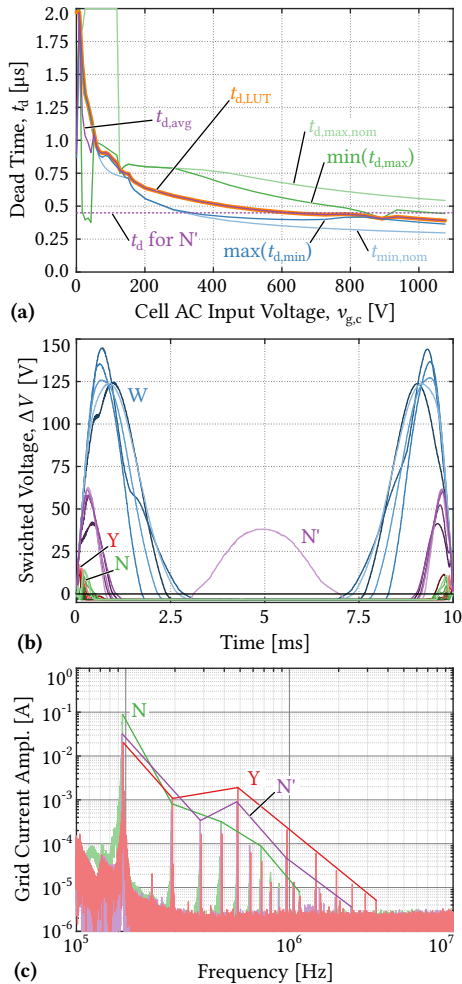 2.0
1.75
1.5
1.25
1.0
0.75
0.5
0.25
0.0
Dead Time, t_d [µs]
t_d,avg
t_d,LUT
t_d,max,nom
min(t_d,max)
t_d for N'
max(t_d,min)
t_min,nom
0 200 400 600 800 1000
(a) Cell AC Input Voltage, v_g,c [V]
150
125
100
75
50
25
0
Swichted Voltage, ΔV [V]
W
Y
N
N'
0 2.5 5 7.5 10
(b) Time [ms]
10^0
10^-1
10^-2
10^-3
10^-4
10^-5
10^-6
Grid Current Ampl. [A]
N
Y
N'
10^5 10^6 10^7
(c) Frequency [Hz]